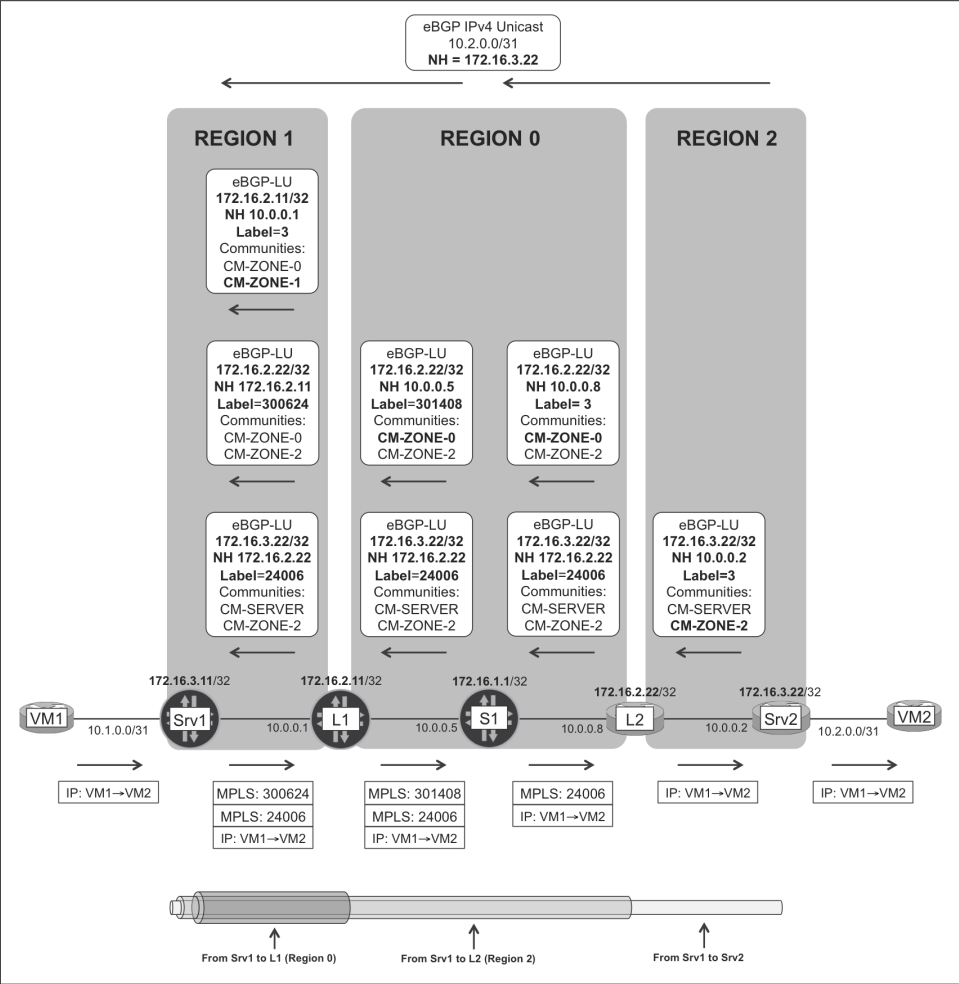 eBGP IPv4 Unicast
10.2.0.0/31
NH = 172.16.3.22
REGION 1
REGION 0
REGION 2
eBGP-LU
172.16.2.11/32
NH 10.0.0.1
Label=3
Communities:
CM-ZONE-0
CM-ZONE-1
eBGP-LU
172.16.2.22/32
NH 172.16.2.11
Label=300624
Communities:
CM-ZONE-0
CM-ZONE-2
eBGP-LU
172.16.2.22/32
NH 10.0.0.5
Label=301408
Communities:
CM-ZONE-0
CM-ZONE-2
eBGP-LU
172.16.2.22/32
NH 10.0.0.8
Label= 3
Communities:
CM-ZONE-0
CM-ZONE-2
eBGP-LU
172.16.3.22/32
NH 172.16.2.22
Label=24006
Communities:
CM-SERVER
CM-ZONE-2
eBGP-LU
172.16.3.22/32
NH 172.16.2.22
Label=24006
Communities:
CM-SERVER
CM-ZONE-2
eBGP-LU
172.16.3.22/32
NH 172.16.2.22
Label=24006
Communities:
CM-SERVER
CM-ZONE-2
eBGP-LU
172.16.3.22/32
NH 10.0.0.2
Label=3
Communities:
CM-SERVER
CM-ZONE-2
172.16.3.11/32
172.16.2.11/32
172.16.1.1/32
172.16.2.22/32
172.16.3.22/32
VM1
Srv1
L1
S1
L2
Srv2
VM2
10.1.0.0/31
10.0.0.1
10.0.0.5
10.0.0.8
10.0.0.2
10.2.0.0/31
IP: VM1→VM2
MPLS: 300624
MPLS: 24006
IP: VM1→VM2
MPLS: 301408
MPLS: 24006
IP: VM1→VM2
MPLS: 24006
IP: VM1→VM2
IP: VM1→VM2
IP: VM1→VM2
From Srv1 to L1 (Region 0)
From Srv1 to L2 (Region 2)
From Srv1 to Srv2